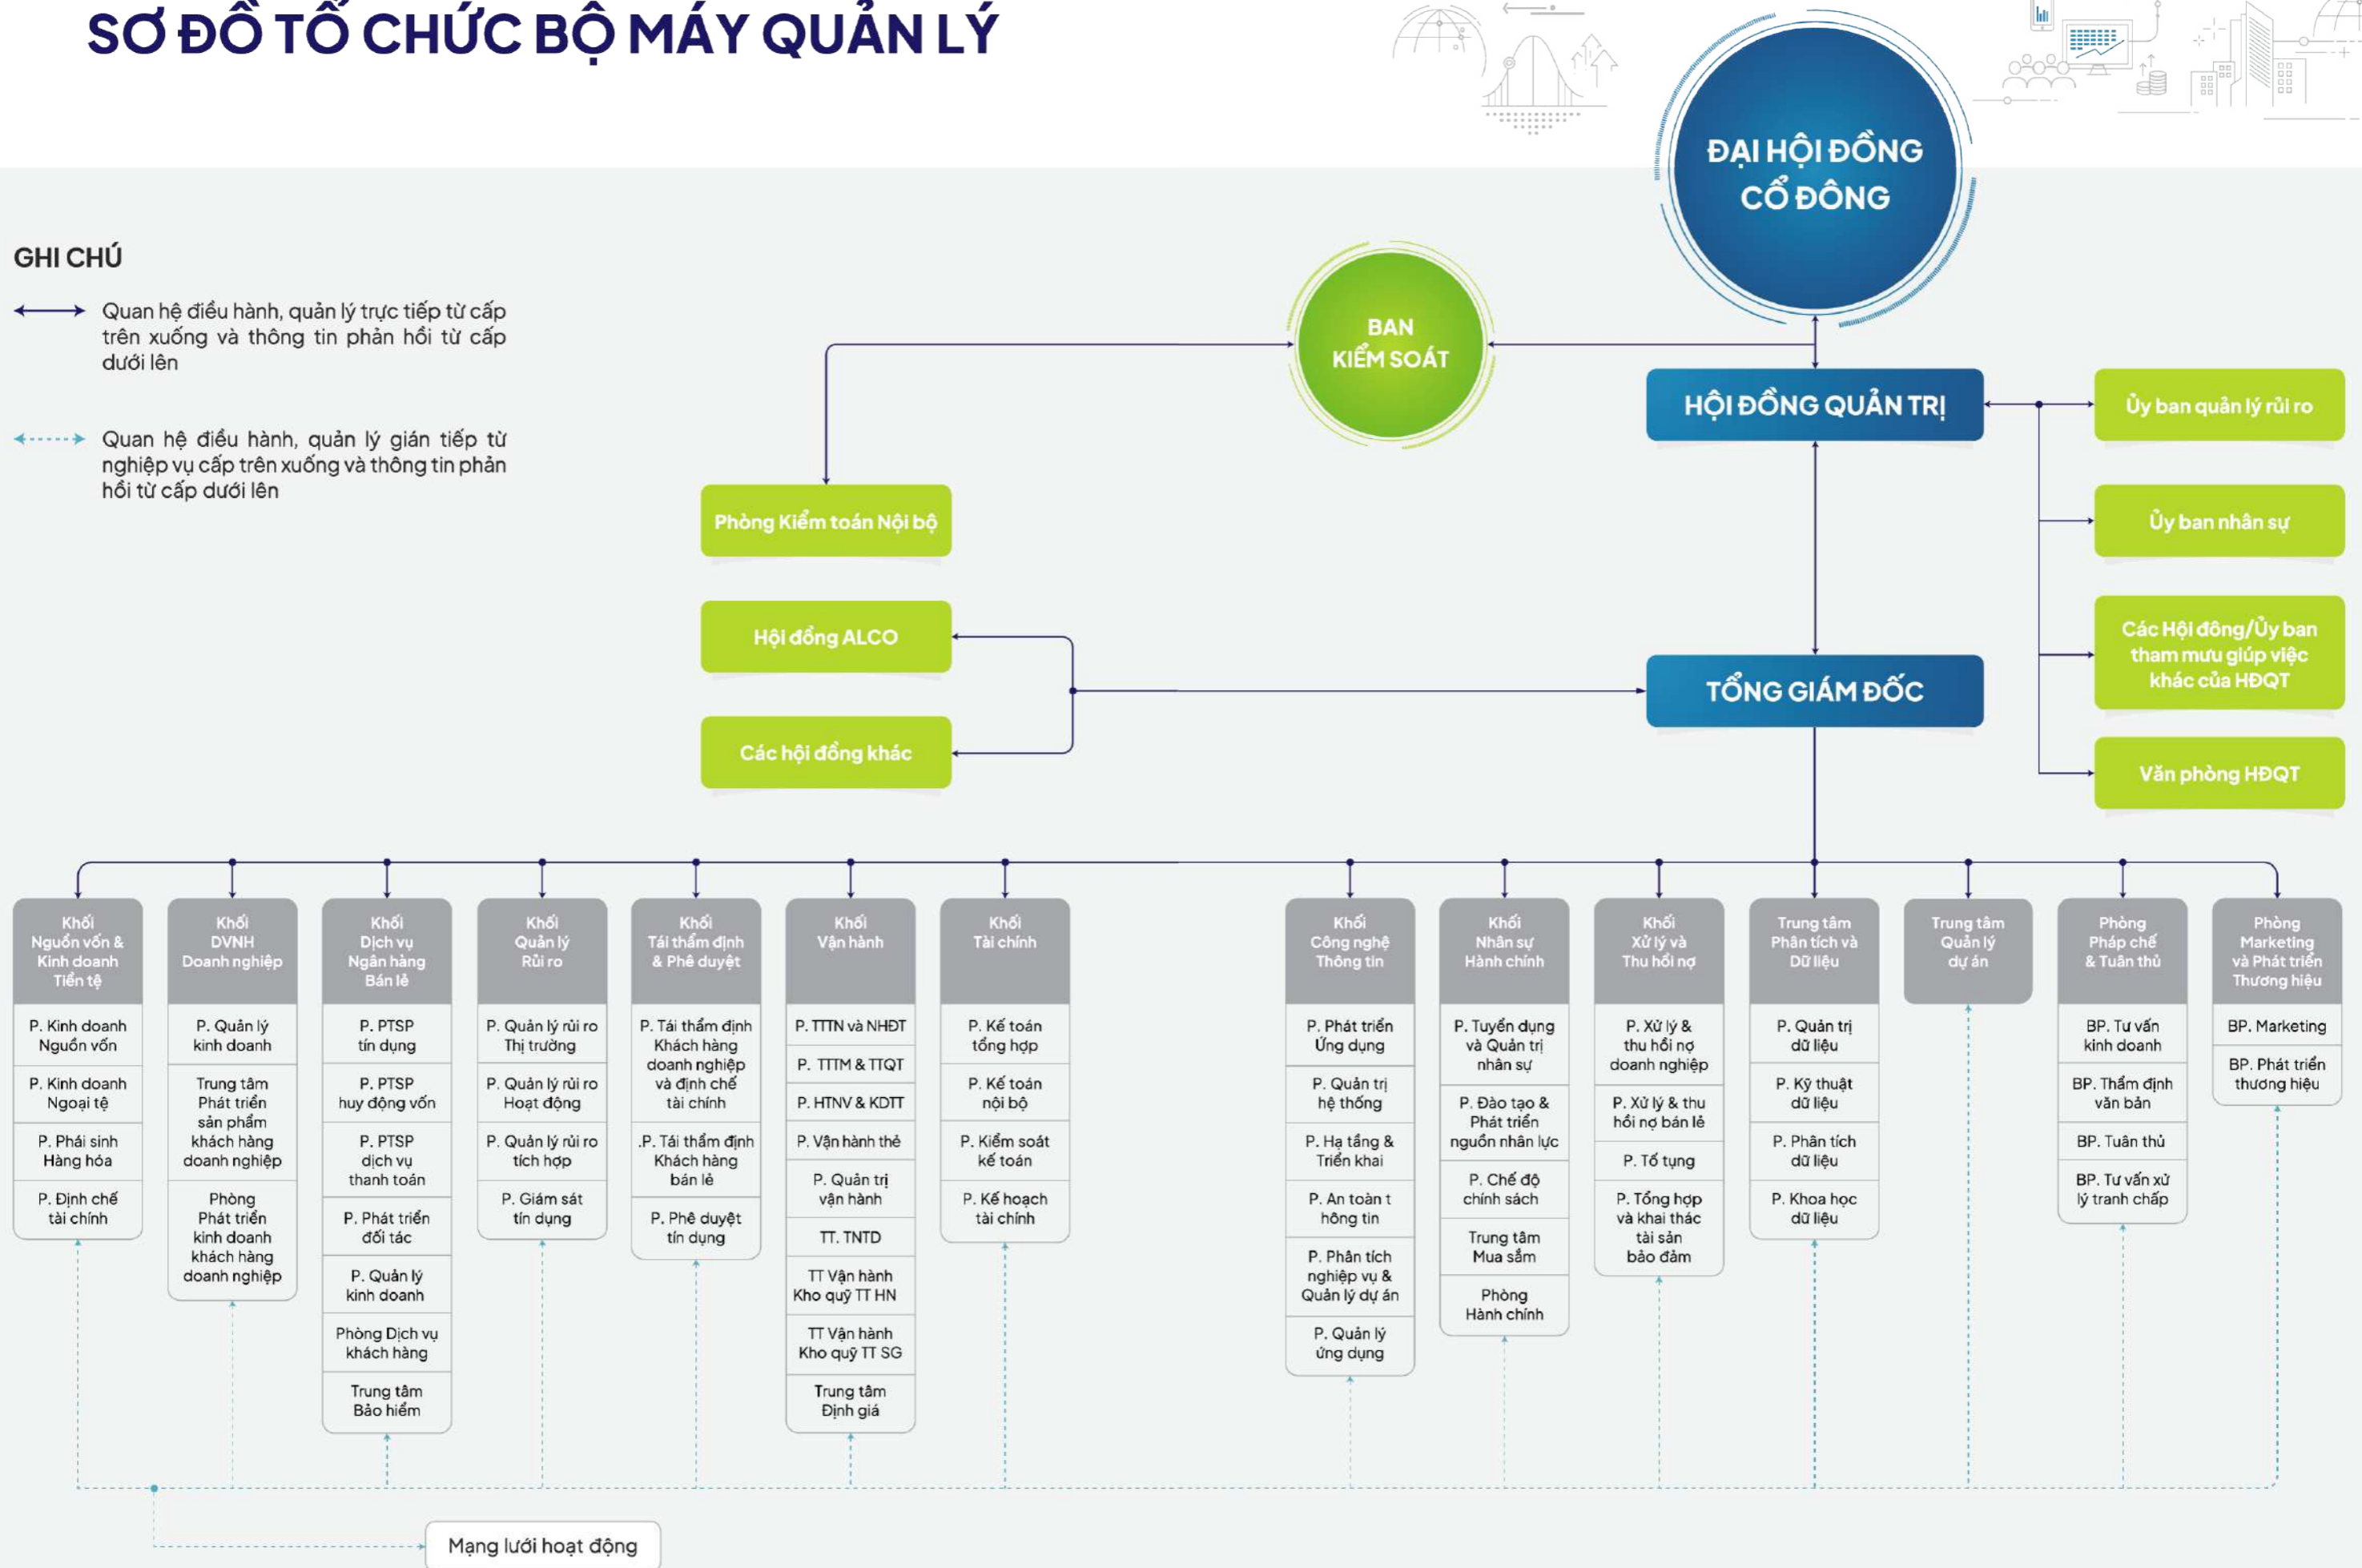 SƠ ĐỒ TỔ CHỨC BỘ MÁY QUẢN LÝ
ĐẠI HỘI ĐỒNG
CỔ ĐÔNG
GHI CHÚ
Quan hệ điều hành, quản lý trực tiếp từ cấp
trên xuống và thông tin phản hồi từ cấp
dưới lên
Quan hệ điều hành, quản lý gián tiếp từ
nghiệp vụ cấp trên xuống và thông tin phản
hồi từ cấp dưới lên
BAN
KIỂM SOÁT
HỘI ĐỒNG QUẢN TRỊ
Ủy ban quản lý rủi ro
Phòng Kiểm toán Nội bộ
Ủy ban nhân sự
Hội đồng ALCO
Các Hội đông/Ủy ban
tham mưu giúp việc
khác của HĐQT
TỔNG GIÁM ĐỐC
Các hội đồng khác
Văn phòng HĐQT
Khối
Nguồn vốn &
Kinh doanh
Tiền tệ
P. Kinh doanh
Nguồn vốn
P. Kinh doanh
Ngoại tệ
P. Phái sinh
Hàng hóa
P. Định chế
tài chính
Khối
DVNH
Doanh nghiệp
P. Quản lý
kinh doanh
Trung tâm
Phát triển
sản phẩm
khách hàng
doanh nghiệp
Phòng
Phát triển
kinh doanh
khách hàng
doanh nghiệp
Khối
Dịch vụ
Ngân hàng
Bán lẻ
P. PTSP
tín dụng
P. PTSP
huy động vốn
P. PTSP
dịch vụ
thanh toán
P. Phát triển
đối tác
P. Quản lý
kinh doanh
Phòng Dịch vụ
khách hàng
Trung tâm
Bảo hiểm
Khối
Quản lý
Rủi ro
P. Quản lý rủi ro
Thị trường
P. Quản lý rủi ro
Hoạt động
P. Quản lý rủi ro
tích hợp
P. Giám sát
tín dụng
Khối
Tái thẩm định
& Phê duyệt
P. Tái thẩm định
Khách hàng
doanh nghiệp
và định chế
tài chính
.P. Tái thẩm định
Khách hàng
bán lẻ
P. Phê duyệt
tín dụng
Khối
Vận hành
P. TTTN và NHĐT
P. TTTM & TTQT
P. HTNV & KDTT
P. Vận hành thẻ
P. Quản trị
vận hành
TT. TNTD
TT Vận hành
Kho quỹ TT HN
TT Vận hành
Kho quỹ TT SG
Trung tâm
Định giá
Khối
Tài chính
P. Kế toán
tổng hợp
P. Kế toán
nội bộ
P. Kiểm soát
kế toán
P. Kế hoạch
tài chính
Khối
Công nghệ
Thông tin
P. Phát triển
Ứng dụng
P. Quản trị
hệ thống
P. Hạ tầng &
Triển khai
P. An toàn t
hông tin
P. Phân tích
nghiệp vụ &
Quản lý dự án
P. Quản lý
ứng dụng
Khối
Nhân sự
Hành chính
P. Tuyển dụng
và Quản trị
nhân sự
P. Đào tạo &
Phát triển
nguồn nhân lực
P. Chế độ
chính sách
Trung tâm
Mua sắm
Phòng
Hành chính
Khối
Xử lý và
Thu hồi nợ
P. Xử lý &
thu hồi nợ
doanh nghiệp
P. Xử lý & thu
hồi nợ bán lẻ
P. Tố tụng
P. Tổng hợp
và khai thác
tài sản
bảo đảm
Trung tâm
Phân tích và
Dữ liệu
P. Quản trị
dữ liệu
P. Kỹ thuật
dữ liệu
P. Phân tích
dữ liệu
P. Khoa học
dữ liệu
Trung tâm
Quản lý
dự án
Phòng
Pháp chế
& Tuân thủ
BP. Tư vấn
kinh doanh
BP. Thẩm định
văn bản
BP. Tuân thủ
BP. Tư vấn xử
lý tranh chấp
Phòng
Marketing
và Phát triển
Thương hiệu
BP. Marketing
BP. Phát triển
thương hiệu
Mạng lưới hoạt động